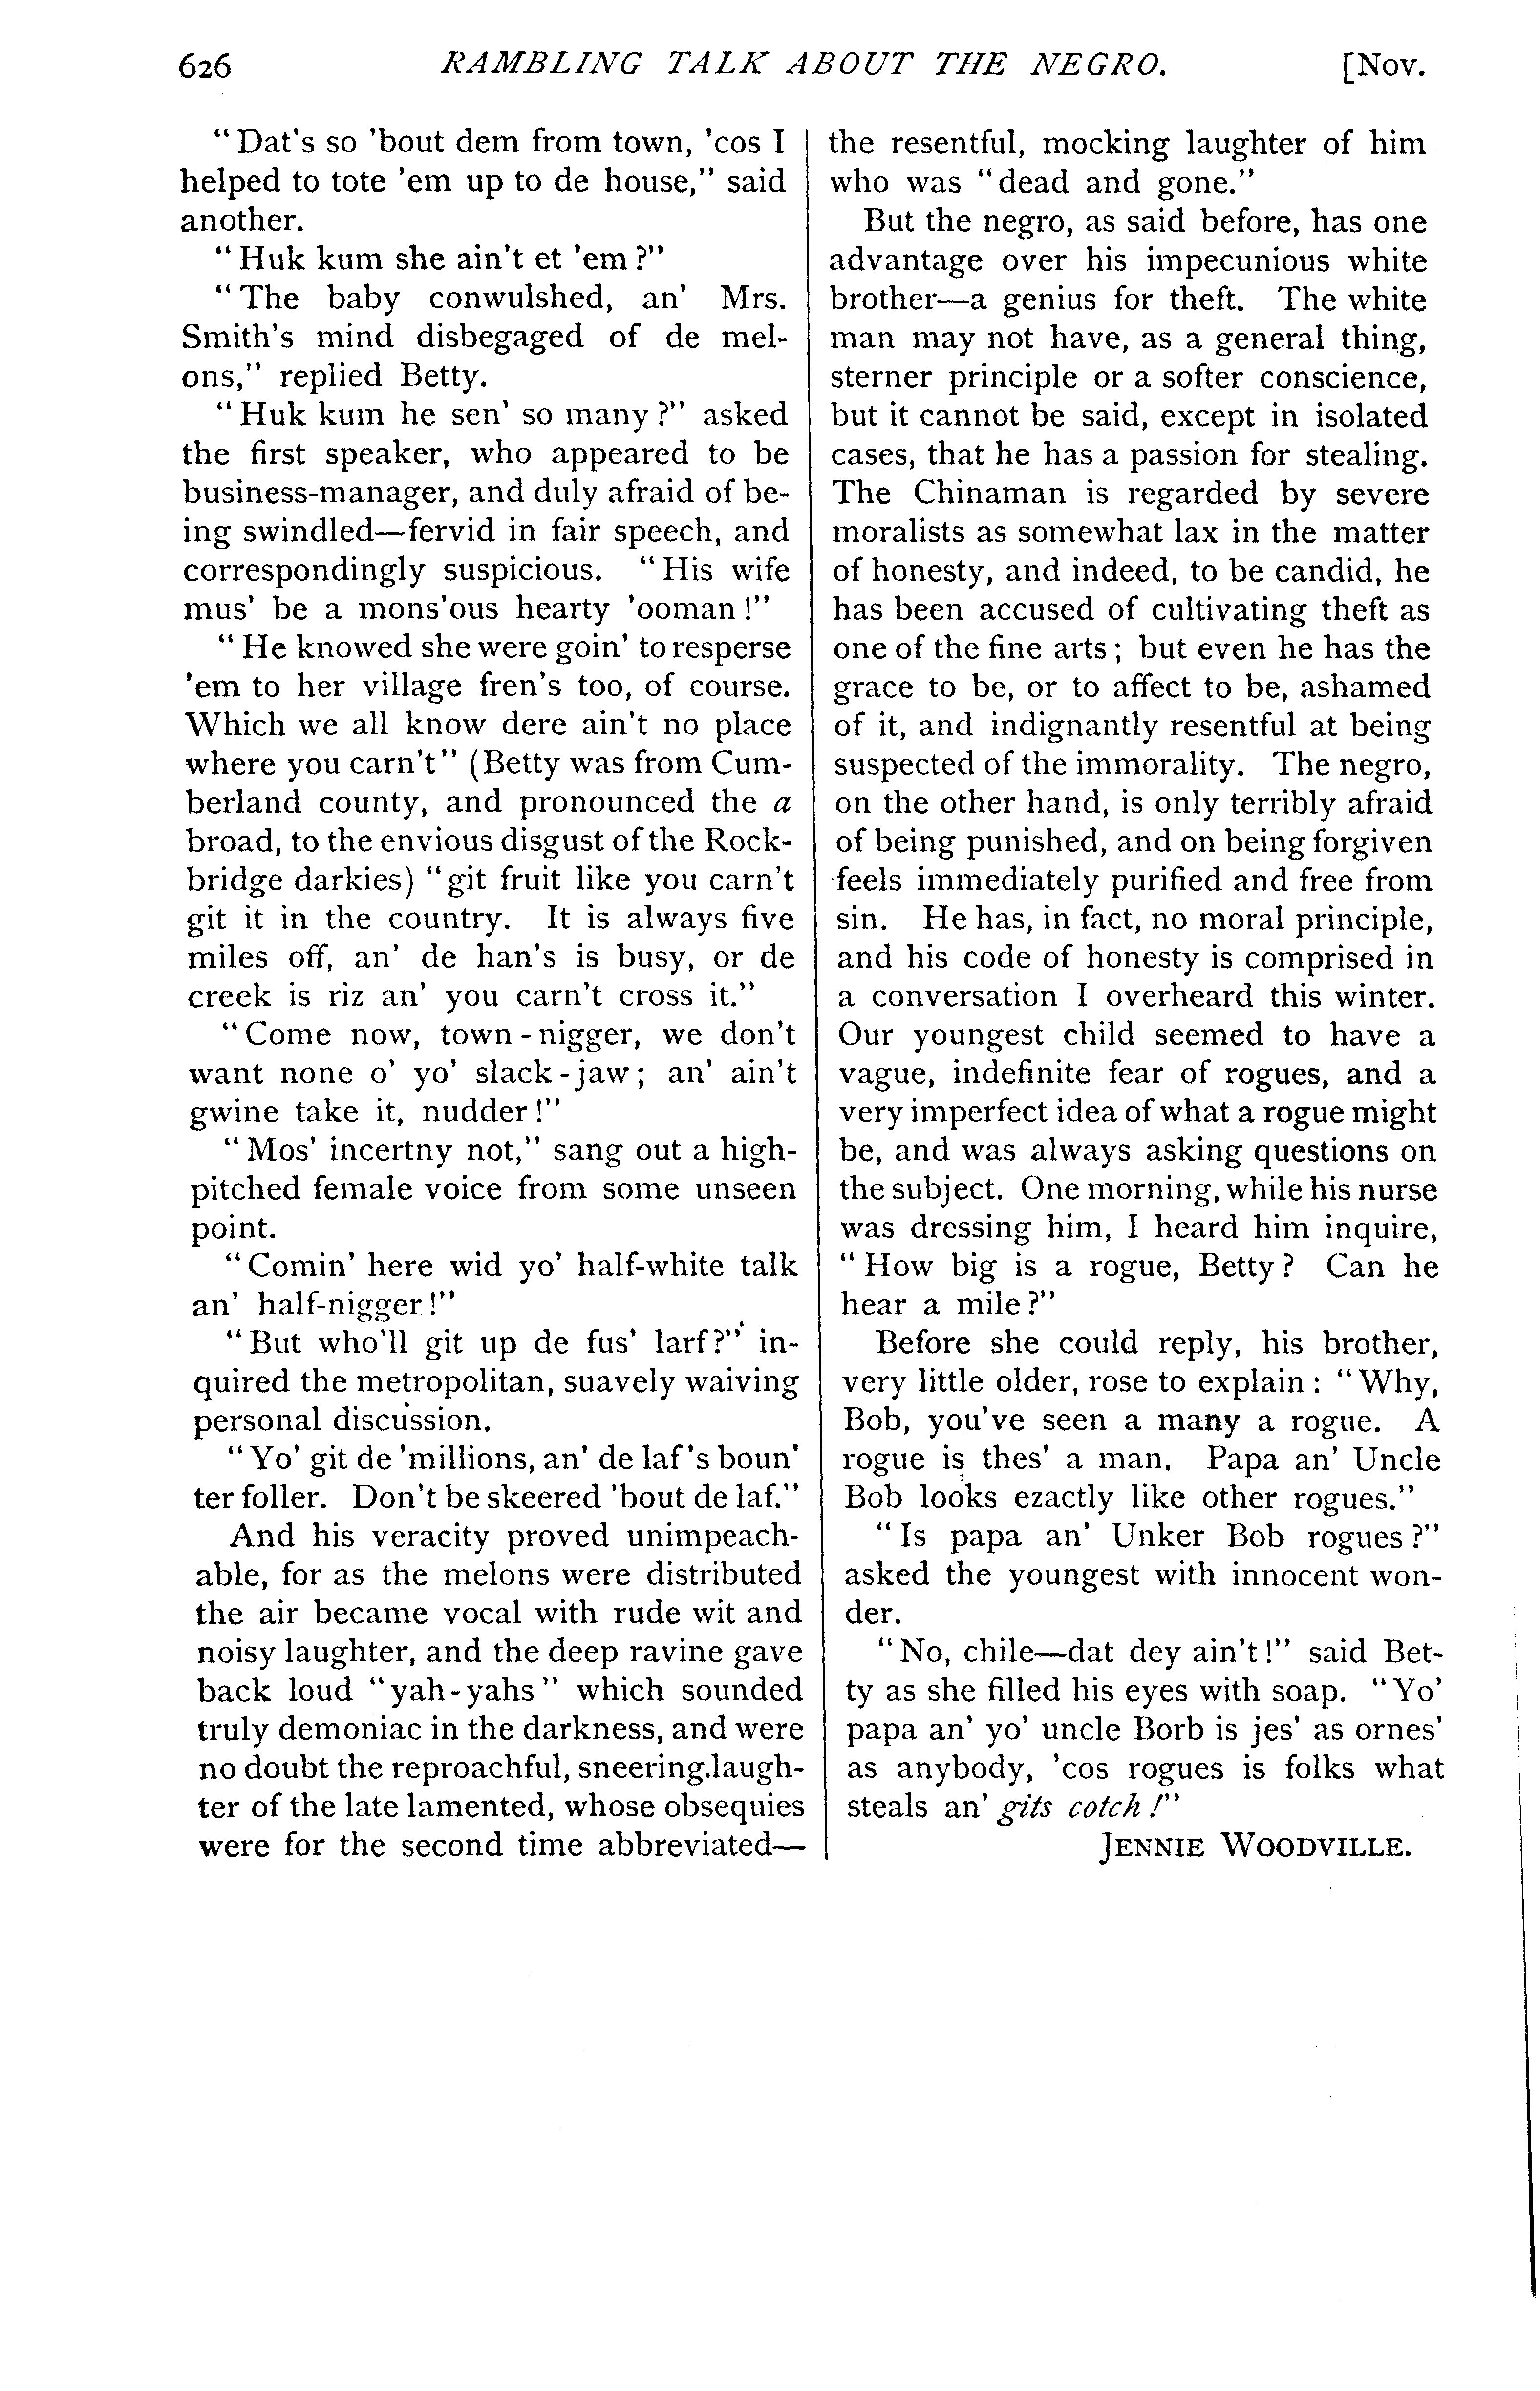 626 RAMBLING TALK ABOUT THE NEGRO. [Nov.
"Dat's so 'bout dem from town, 'cos I
helped to tote 'em up to de house," said
another.
"Huk kum she ain't et 'em?"
"The baby conwulshed, an' Mrs.
Smith's mind disbegaged of de mel-
ons," replied Betty.
"Huk kum he sen' so many?" asked
the first speaker, who appeared to be
business-manager, and duly afraid of be-
ing swindled—fervid in fair speech, and
correspondingly suspicious. "His wife
mus' be a mons'ous hearty 'ooman!"
"He knowed she were goin' to resperse
'em to her village fren's too, of course.
Which we all know dere ain't no place
where you carn't" (Betty was from Cum-
berland county, and pronounced the a
broad, to the envious disgust of the Rock-
bridge darkies) "git fruit like you carn't
git it in the country. It is always five
miles off, an' de han's is busy, or de
creek is riz an' you carn't cross it."
"Come now, town-nigger, we don't
want none o' yo' slack-jaw; an' ain't
gwine take it, nudder!"
"Mos' incertny not," sang out a high-
pitched female voice from some unseen
point.
"Comin' here wid yo' half-white talk
an' half-nigger!"
"But who'll git up de fus' larf?" in-
quired the metropolitan, suavely waiving
personal discussion.
"Yo' git de 'millions, an' de laf's boun'
ter foller. Don't be skeered 'bout de laf."
And his veracity proved unimpeach-
able, for as the melons were distributed
the air became vocal with rude wit and
noisy laughter, and the deep ravine gave
back loud "yah-yahs" which sounded
truly demoniac in the darkness, and were
no doubt the reproachful, sneering laugh-
ter of the late lamented, whose obsequies
were for the second time abbreviated—
the resentful, mocking laughter of him
who was "dead and gone."
But the negro, as said before, has one
advantage over his impecunious white
brother—a genius for theft. The white
man may not have, as a general thing,
sterner principle or a softer conscience,
but it cannot be said, except in isolated
cases, that he has a passion for stealing.
The Chinaman is regarded by severe
moralists as somewhat lax in the matter
of honesty, and indeed, to be candid, he
has been accused of cultivating theft as
one of the fine arts; but even he has the
grace to be, or to affect to be, ashamed
of it, and indignantly resentful at being
suspected of the immorality. The negro,
on the other hand, is only terribly afraid
of being punished, and on being forgiven
feels immediately purified and free from
sin. He has, in fact, no moral principle,
and his code of honesty is comprised in
a conversation I overheard this winter.
Our youngest child seemed to have a
vague, indefinite fear of rogues, and a
very imperfect idea of what a rogue might
be, and was always asking questions on
the subject. One morning, while his nurse
was dressing him, I heard him inquire,
"How big is a rogue, Betty? Can he
hear a mile?"
Before she could reply, his brother,
very little older, rose to explain: "Why,
Bob, you've seen a many a rogue. A
rogue is thes' a man. Papa an' Uncle
Bob looks ezactly like other rogues."
"Is papa an' Unker Bob rogues?"
asked the youngest with innocent won-
der.
"No, chile—dat dey ain't!" said Bet-
ty as she filled his eyes with soap. "Yo'
papa an' yo' uncle Borb is jes' as ornes'
as anybody, 'cos rogues is folks what
steals an' gits cotch!"
JENNIE WOODVILLE.